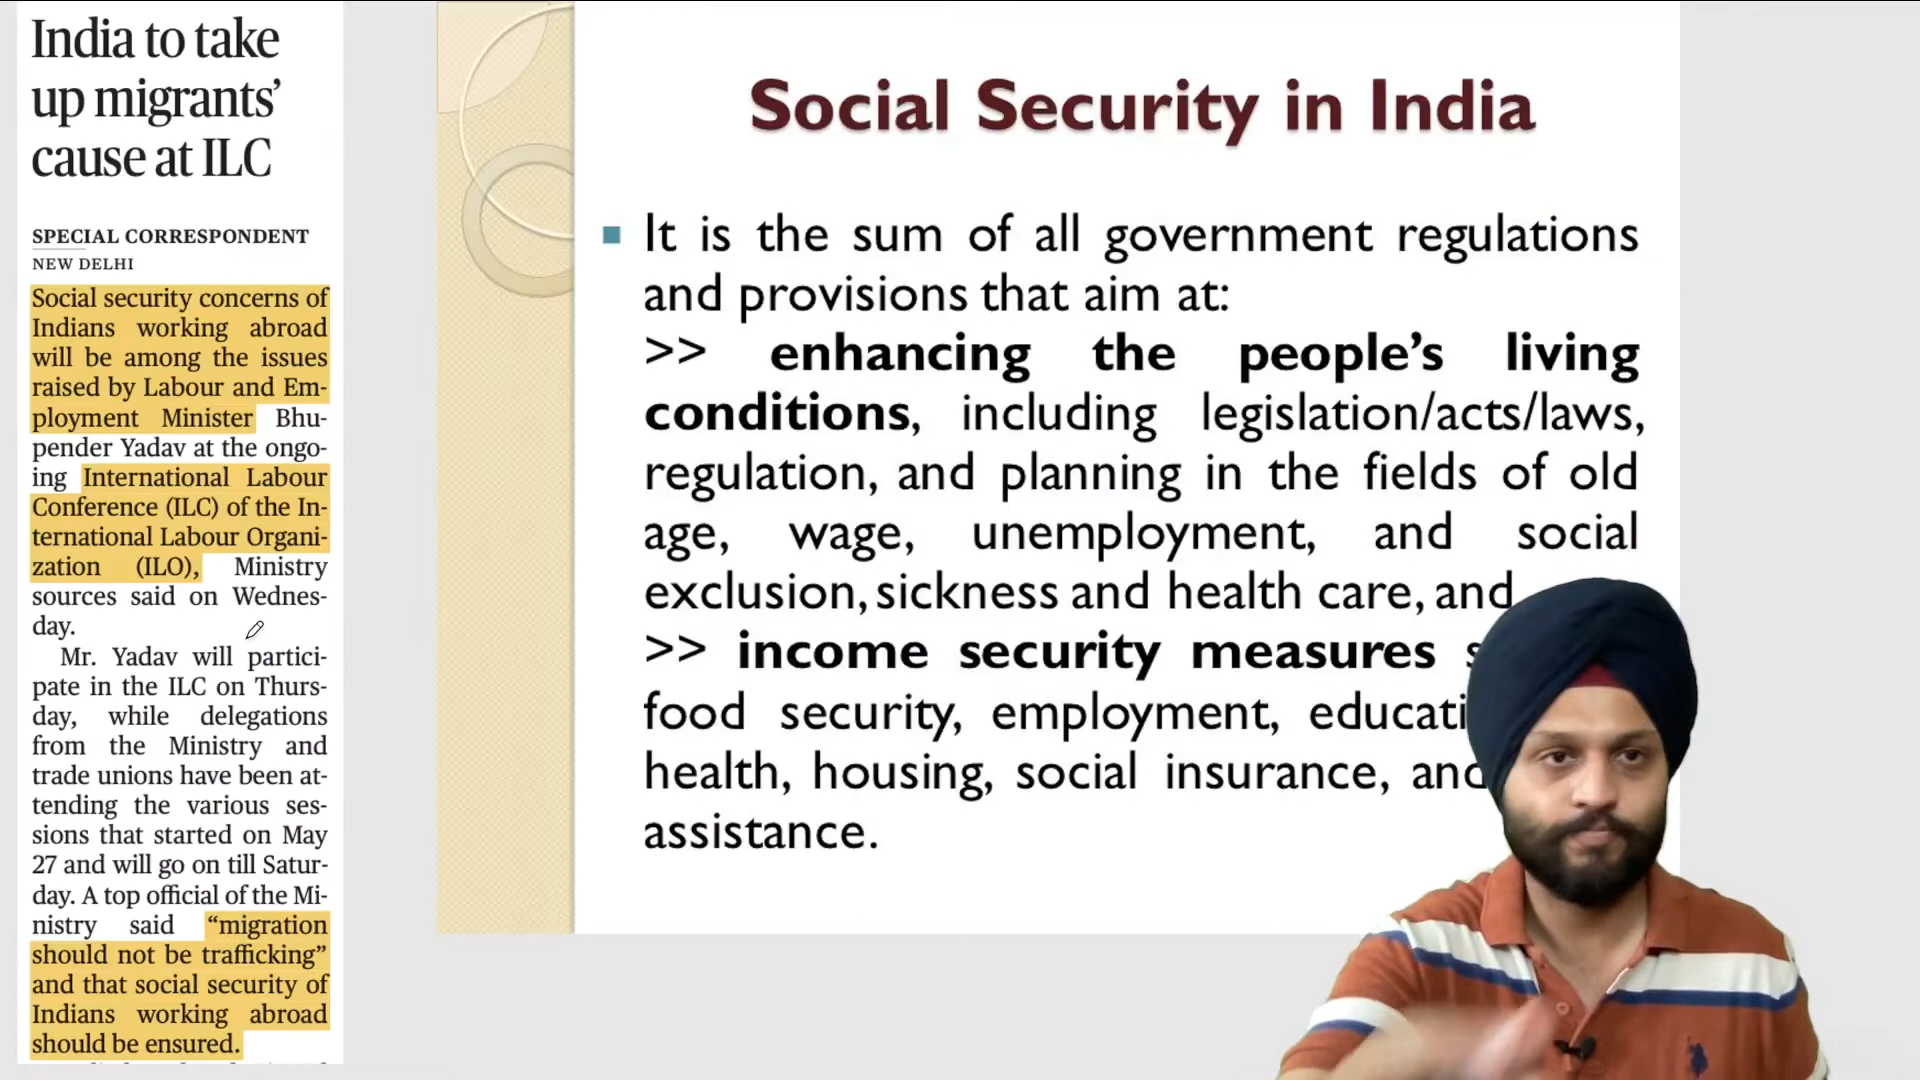 India to take
up migrants’
cause at ILC
SPECIAL CORRESPONDENT
NEW DELHI
Social security concerns of
Indians working abroad
will be among the issues
raised by Labour and Em-
ployment Minister Bhu-
pender Yadav at the ongo-
ing International Labour
Conference (ILC) of the In-
ternational Labour Organi-
zation (ILO), Ministry
sources said on Wednes-
day.
Mr. Yadav will partici-
pate in the ILC on Thurs-
day, while delegations
from the Ministry and
trade unions have been at-
tending the various ses-
sions that started on May
27 and will go on till Satur-
day. A top official of the Mi-
nistry said “migration
should not be trafficking”
and that social security of
Indians working abroad
should be ensured.
Social Security in India
▪ It is the sum of all government regulations
and provisions that aim at:
>> enhancing the people’s living
conditions, including legislation/acts/laws,
regulation, and planning in the fields of old
age, wage, unemployment, and social
exclusion, sickness and health care, and
>> income security measures
food security, employment,
health, housing, social insurance, and
assistance.